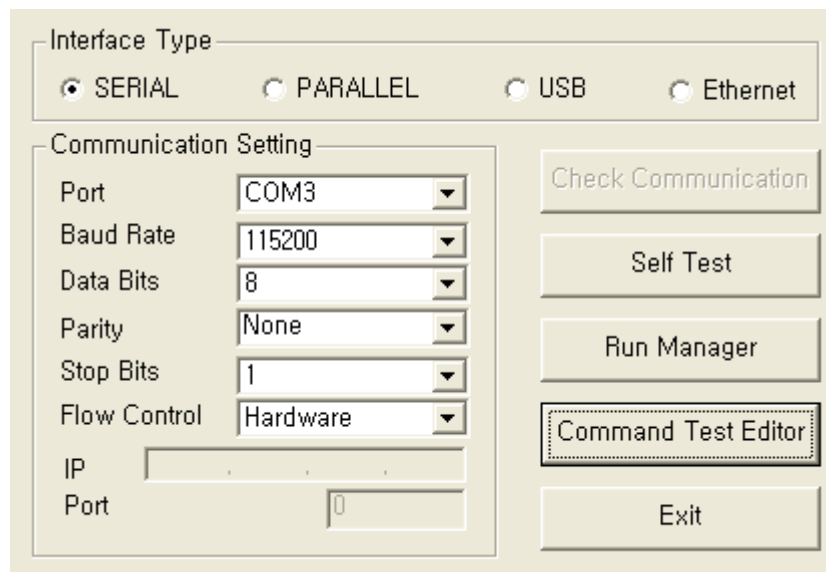 Interface Type
SERIAL PARALLEL USB Ethernet
Communication Setting
Port COM3
Baud Rate 115200
Data Bits 8
Parity None
Stop Bits 1
Flow Control Hardware
IP . . .
Port 0
Check Communication
Self Test
Run Manager
Command Test Editor
Exit